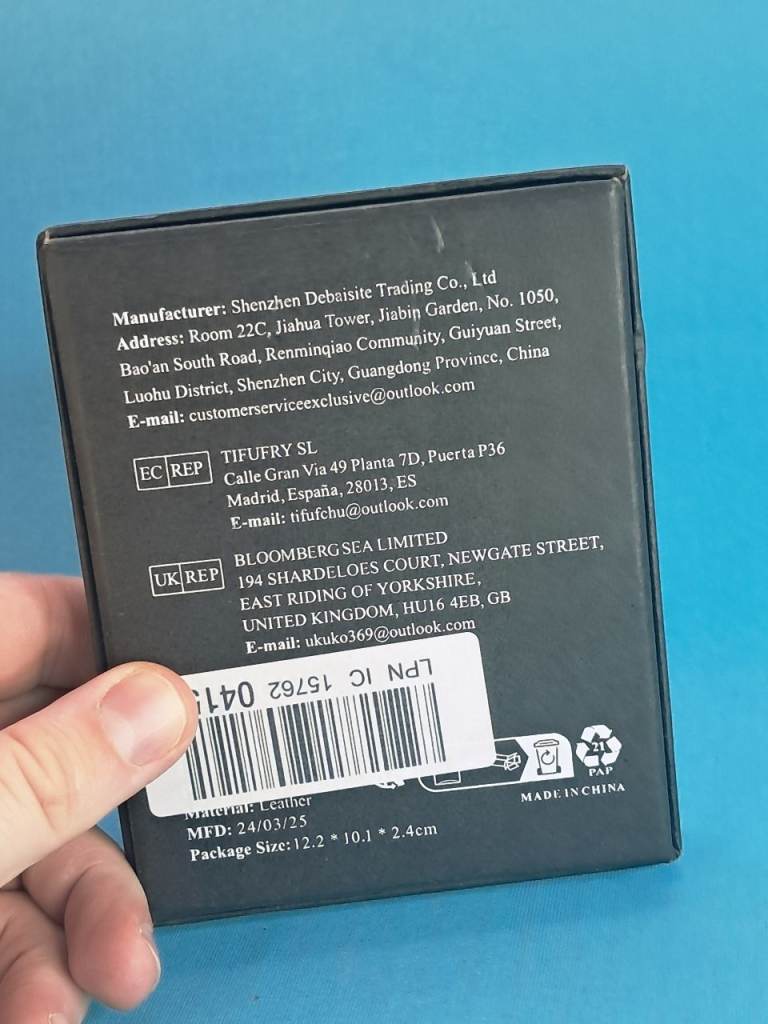 Manufacturer: Shenzhen Debaisite Trading Co., Ltd
Address: Room 22C, Jiahua Tower, Jiabin Garden, No. 1050,
Bao'an South Road, Renminqiao Community, Guiyuan Street,
Luohu District, Shenzhen City, Guangdong Province, China
E-mail: customerserviceexclusive@outlook.com
EC REP
TIFUFRY SL
Calle Gran Via 49 Planta 7D, Puerta P36
Madrid, España, 28013, ES
E-mail: tifufchu@outlook.com
UK REP
BLOOMBERGSEA LIMITED
194 SHARDELOES COURT, NEWGATE STREET,
EAST RIDING OF YORKSHIRE,
UNITED KINGDOM, HU16 4EB, GB
E-mail: ukuko369@outlook.com
LPN IC 15762 041
21
PAP
MADE IN CHINA
Material: Leather
MFD: 24/03/25
Package Size: 12.2 * 10.1 * 2.4cm